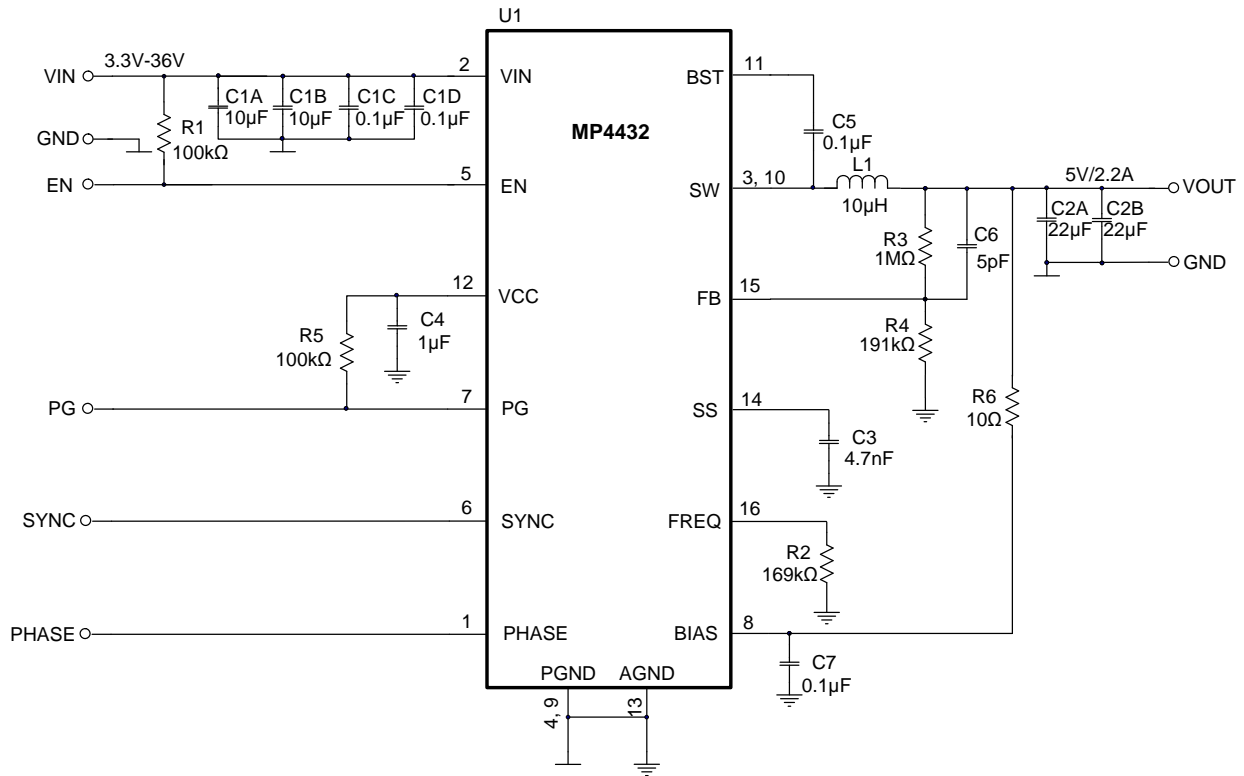 U1
MP4432
VIN
3.3V-36V
2
VIN
C1A
10µF
C1B
10µF
C1C
0.1µF
C1D
0.1µF
GND
R1
100kΩ
EN
5
EN
12
VCC
C4
1µF
R5
100kΩ
PG
7
PG
SYNC
6
SYNC
PHASE
1
PHASE
PGND
AGND
4, 9
13
BST
11
C5
0.1µF
SW
3, 10
L1
10µH
5V/2.2A
VOUT
R3
1MΩ
C6
5pF
C2A
22µF
C2B
22µF
GND
FB
15
R4
191kΩ
SS
14
C3
4.7nF
R6
10Ω
FREQ
16
R2
169kΩ
BIAS
8
C7
0.1µF